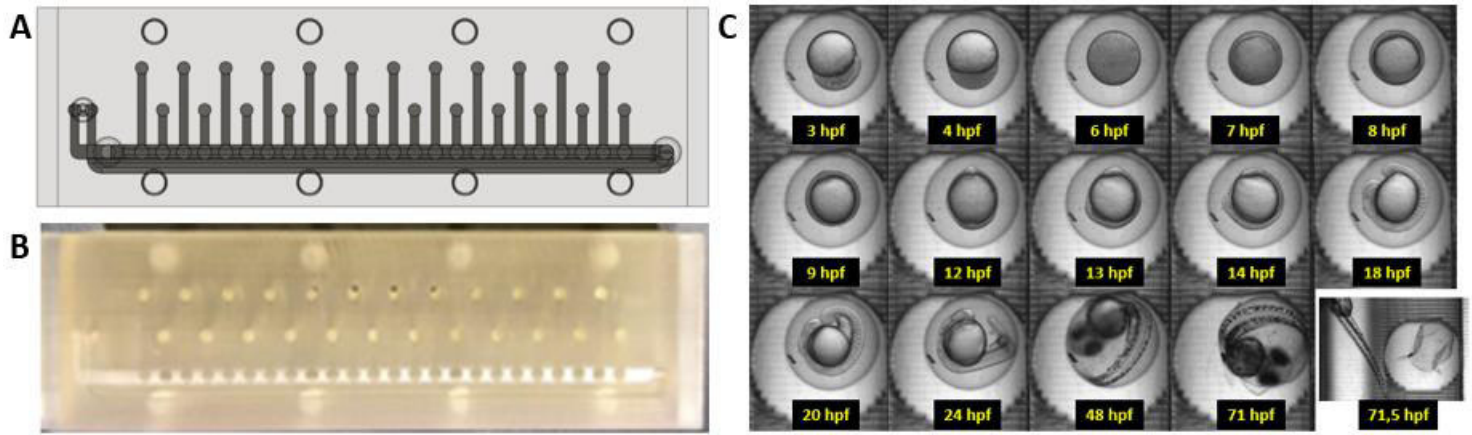 A
B
C
3 hpf
4 hpf
6 hpf
7 hpf
8 hpf
9 hpf
12 hpf
13 hpf
14 hpf
18 hpf
20 hpf
24 hpf
48 hpf
71 hpf
71,5 hpf